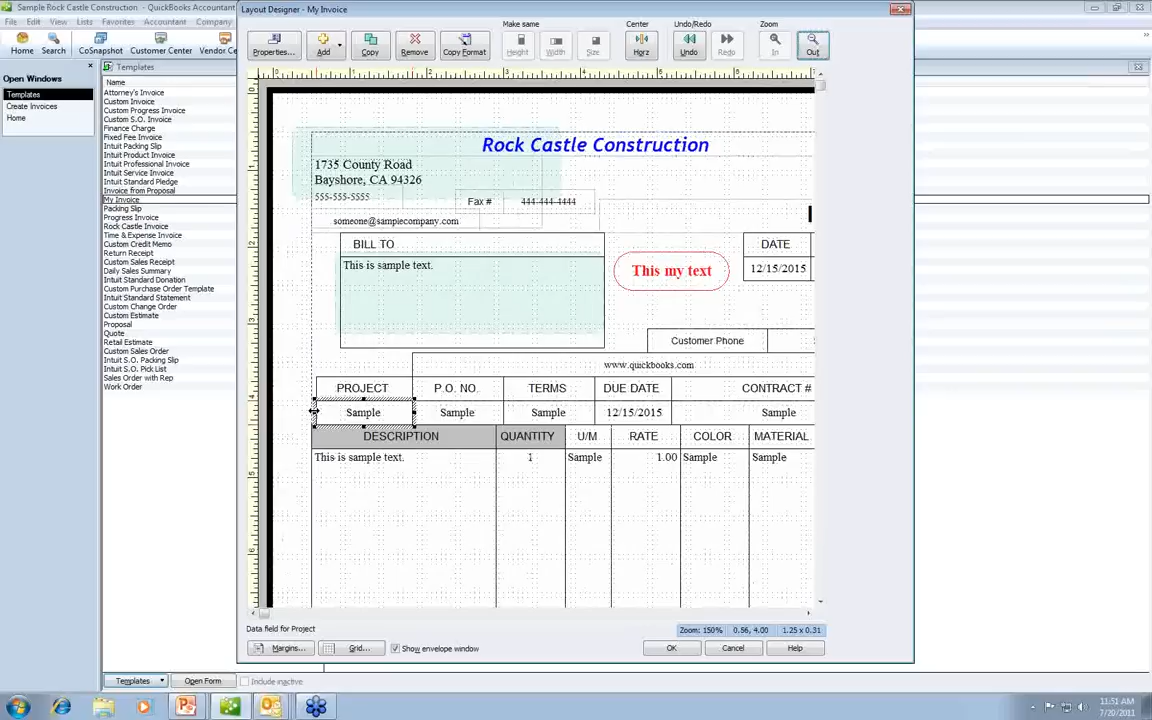 Sample Rock Castle Construction - QuickBooks Accountant
Layout Designer - My Invoice
File Edit View Lists Favorites Accountant Company
Home Search CoSnapshot Customer Center Vendor Ce
Make same Center Undo/Redo Zoom
Properties... Add Copy Remove Copy Format Height Width Size Horz Undo Redo In Out
Open Windows
Templates
Create Invoices
Home
Templates
Name
Attorney's Invoice
Custom Invoice
Custom Progress Invoice
Custom S.O. Invoice
Finance Charge
Fixed Fee Invoice
Intuit Packing Slip
Intuit Product Invoice
Intuit Professional Invoice
Intuit Service Invoice
Intuit Standard Pledge
Invoice from Proposal
My Invoice
Packing Slip
Progress Invoice
Rock Castle Invoice
Time & Expense Invoice
Custom Credit Memo
Return Receipt
Custom Sales Receipt
Daily Sales Summary
Intuit Standard Donation
Custom Purchase Order Template
Intuit Standard Statement
Custom Change Order
Custom Estimate
Proposal
Quote
Retail Estimate
Custom Sales Order
Intuit S.O. Packing Slip
Intuit S.O. Pick List
Sales Order with Rep
Work Order
Rock Castle Construction
1735 County Road
Bayshore, CA 94326
555-555-5555
Fax # 444-444-4444
someone@samplecompany.com
BILL TO
This is sample text.
This my text
DATE
12/15/2015
Customer Phone
www.quickbooks.com
PROJECT P.O. NO. TERMS DUE DATE CONTRACT #
Sample Sample Sample 12/15/2015 Sample
DESCRIPTION QUANTITY U/M RATE COLOR MATERIAL
This is sample text. 1 Sample 1.00 Sample Sample
Data field for Project
Zoom: 150% 0.56, 4.00 1.25 x 0.31
Margins... Grid... Show envelope window OK Cancel Help
Templates Open Form Include inactive
11:51 AM
7/20/2011